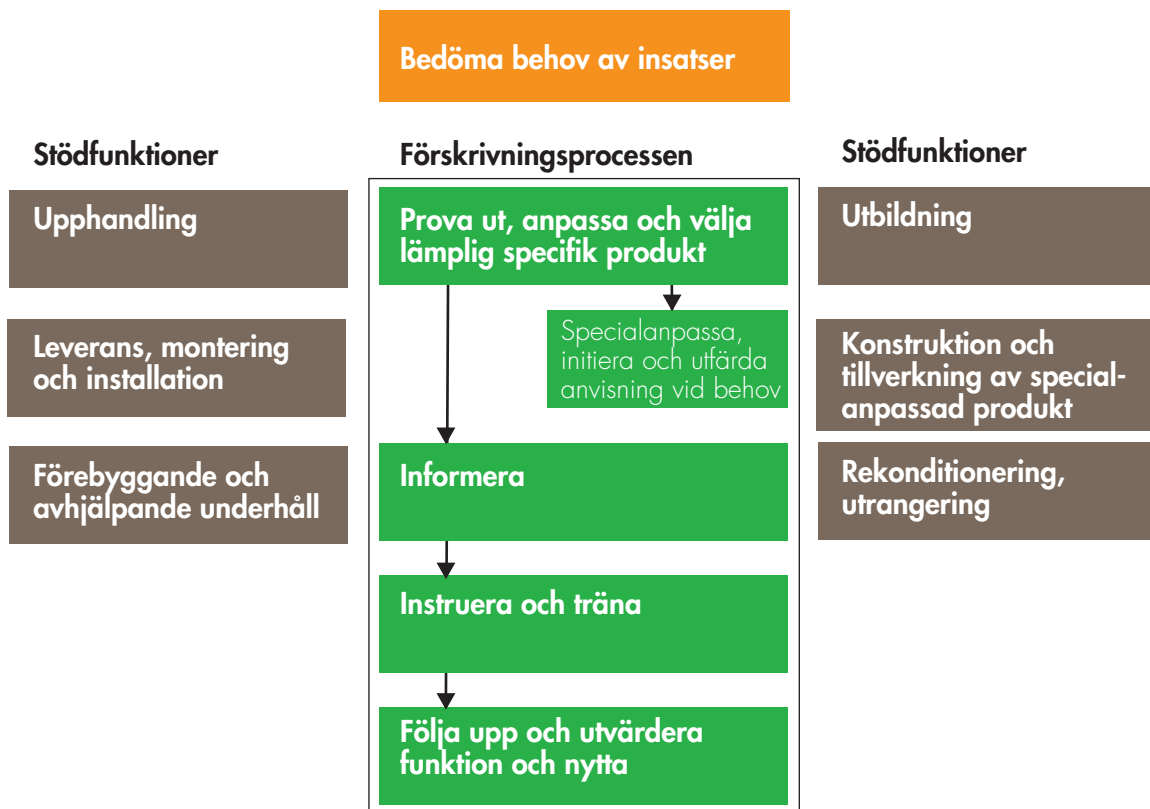 Bedöma behov av insatser
Stödfunktioner
Upphandling
Leverans, montering
och installation
Förebyggande och
avhjälpande underhåll
Förskrivningsprocessen
Prova ut, anpassa och välja
lämplig specifik produkt
Specialanpassa,
initiera och utfärda
anvisning vid behov
Informera
Instruera och träna
Följa upp och utvärdera
funktion och nytta
Stödfunktioner
Utbildning
Konstruktion och
tillverkning av special-
anpassad produkt
Rekonditionering,
utrangering